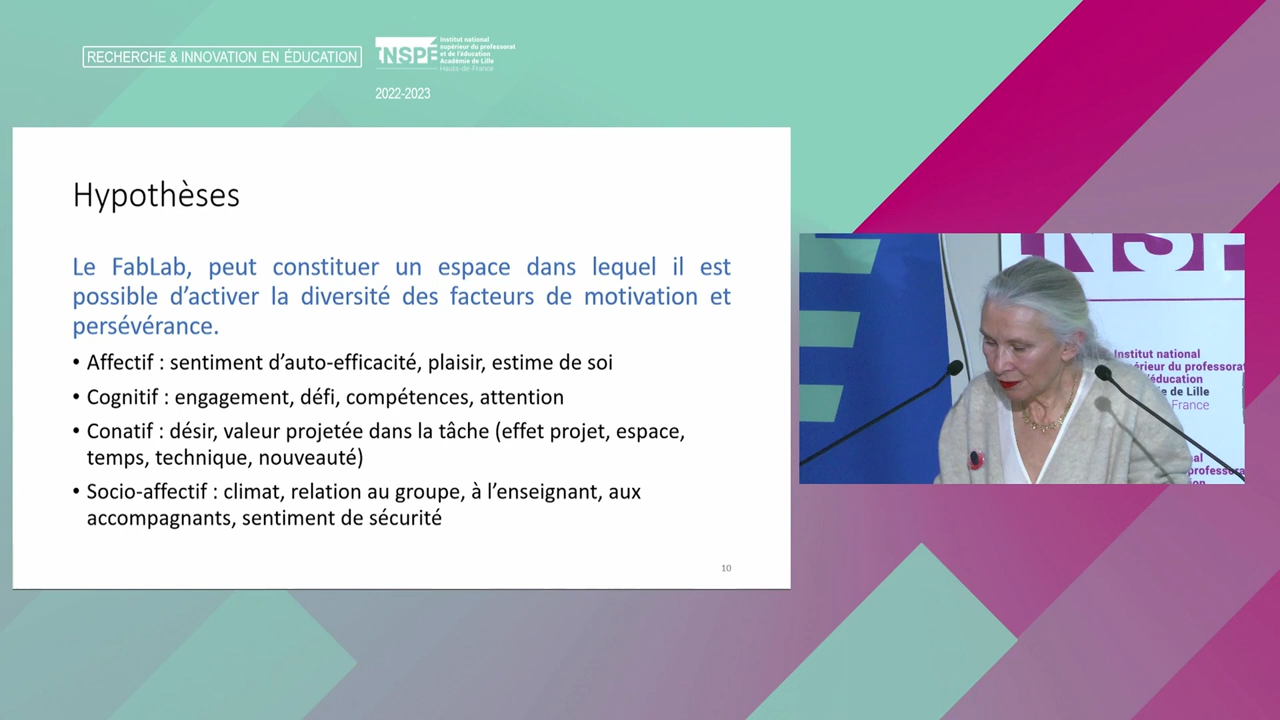 RECHERCHE & INNOVATION EN ÉDUCATION
INSPÉ
Institut national
supérieur du professorat
et de l'éducation
Académie de Lille
Hauts-de-France
2022-2023
Hypothèses
Le FabLab, peut constituer un espace dans lequel il est
possible d'activer la diversité des facteurs de motivation et
persévérance.
• Affectif : sentiment d'auto-efficacité, plaisir, estime de soi
• Cognitif : engagement, défi, compétences, attention
• Conatif : désir, valeur projetée dans la tâche (effet projet, espace,
temps, technique, nouveauté)
• Socio-affectif : climat, relation au groupe, à l'enseignant, aux
accompagnants, sentiment de sécurité
10
INSP
Institut national
érieur du professorat
éducation
e de Lille
France
al
professora
ion